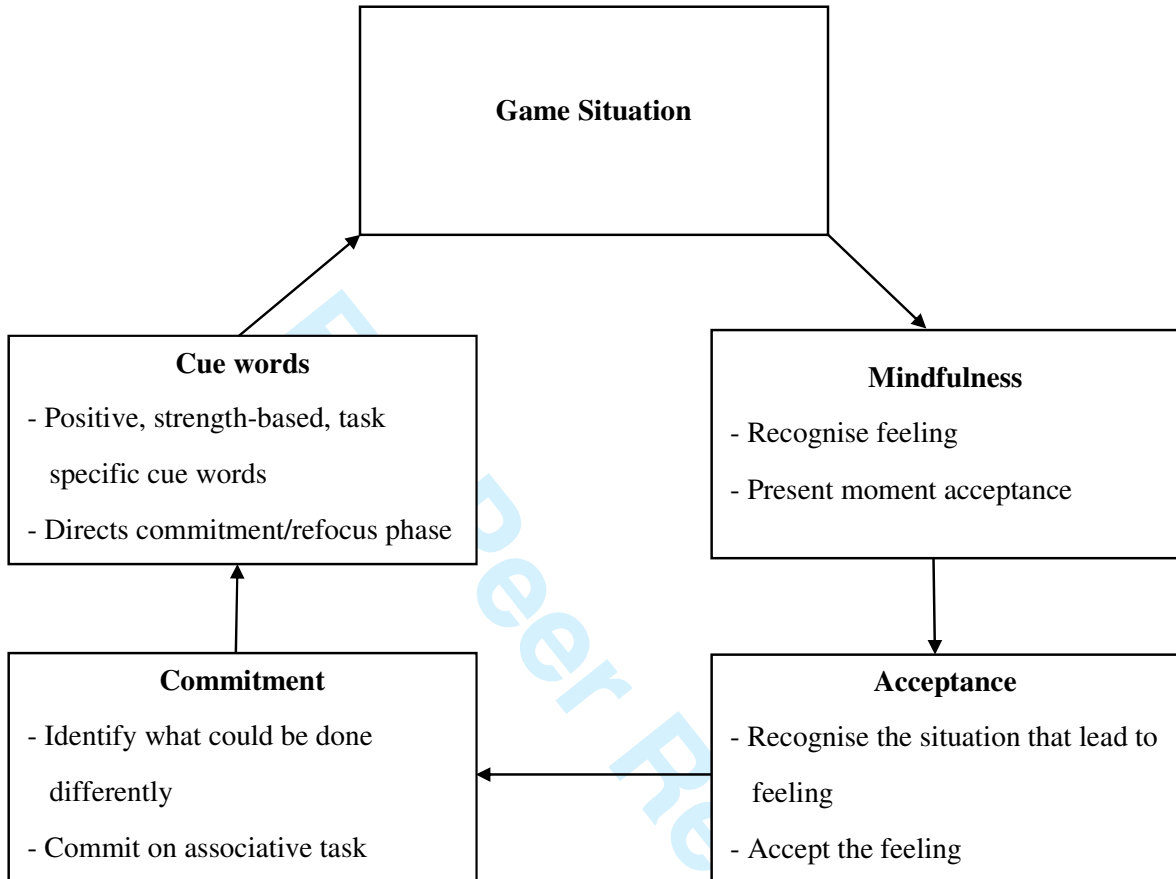 Game Situation
Cue words
- Positive, strength-based, task
specific cue words
- Directs commitment/refocus phase
Mindfulness
- Recognise feeling
- Present moment acceptance
Commitment
- Identify what could be done
differently
- Commit on associative task
Acceptance
- Recognise the situation that lead to
feeling
- Accept the feeling
Peer Re